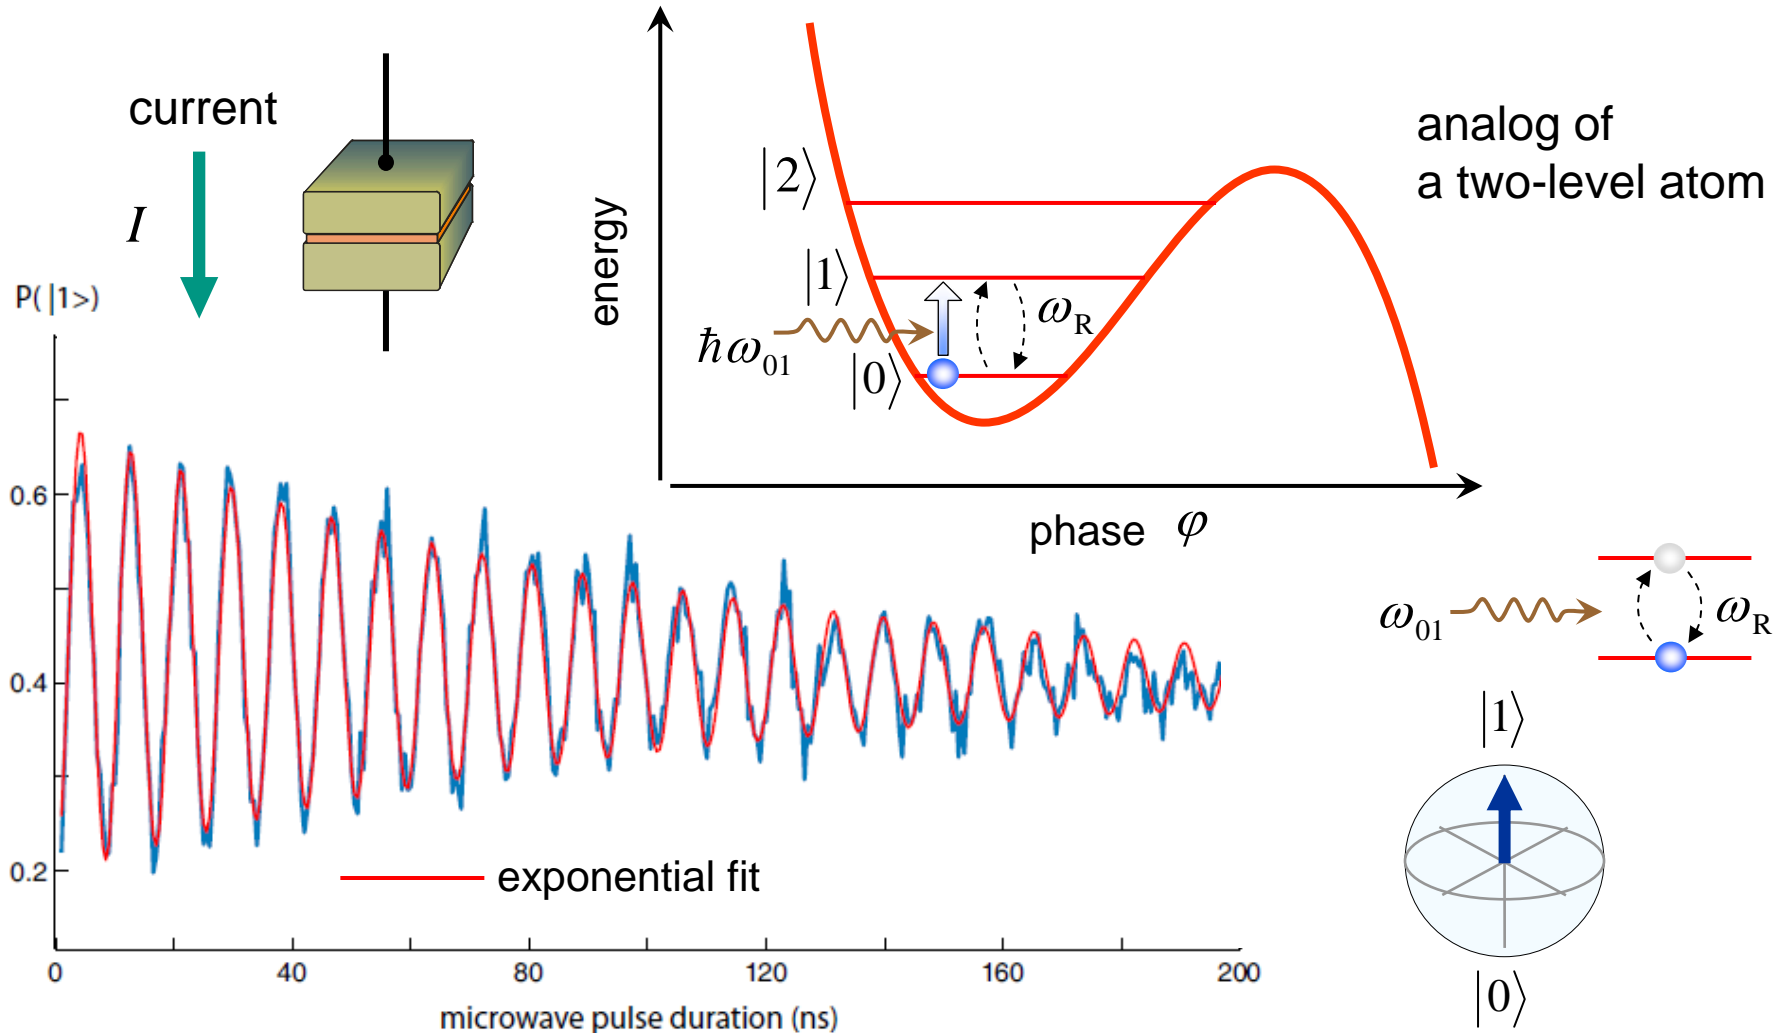 current
I
analog of
a two-level atom
energy
|2⟩
|1⟩
ħω01
|0⟩
ωR
phase φ
P( |1>)
0.6
0.4
0.2
exponential fit
0 40 80 120 160 200
microwave pulse duration (ns)
ω01
ωR
|1⟩
|0⟩